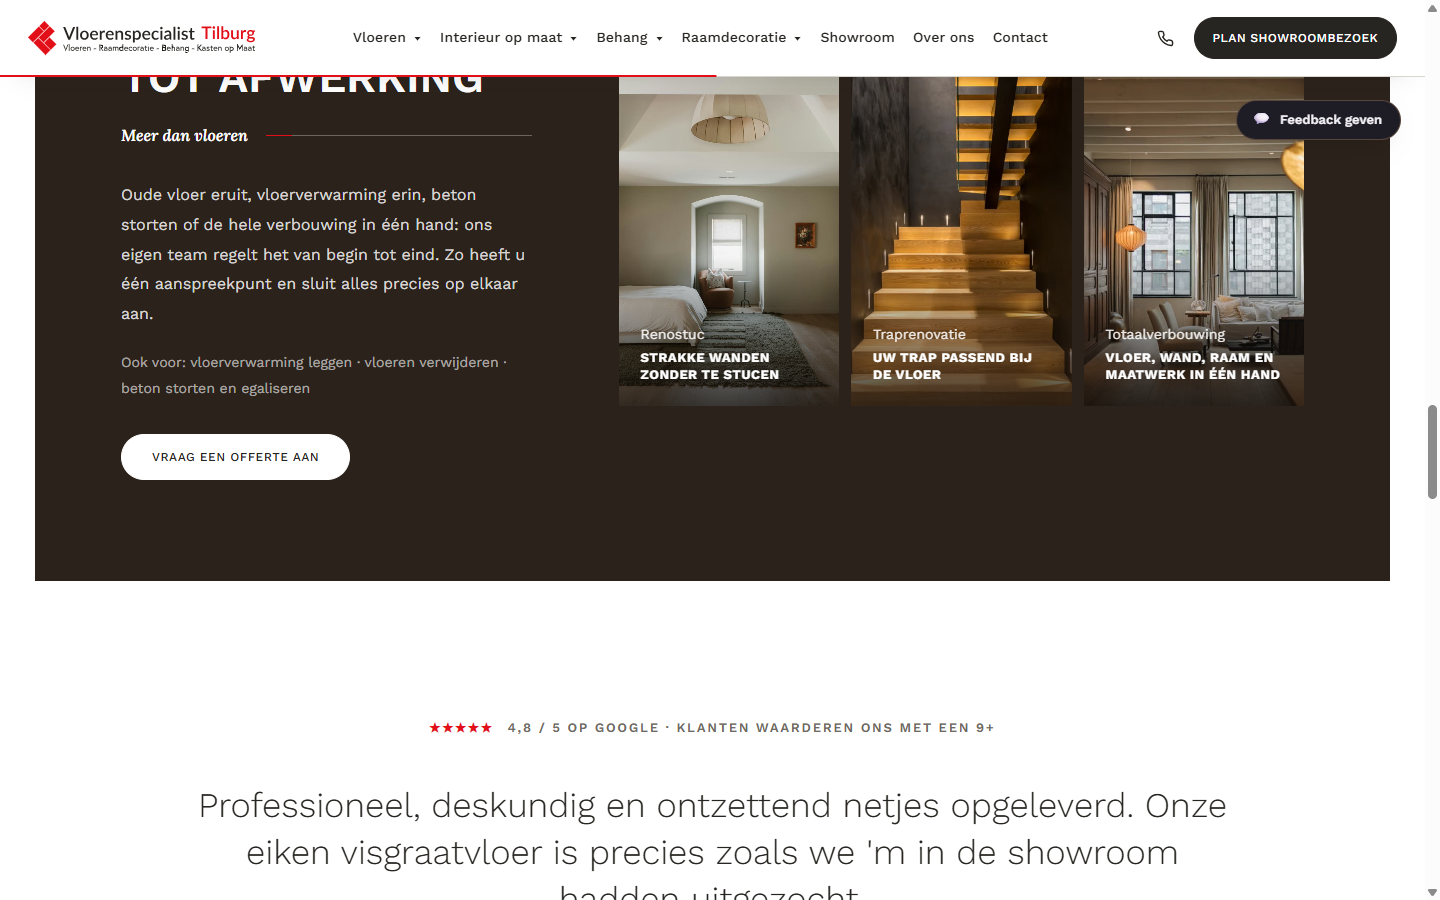 Vloerenspecialist Tilburg
Vloeren - Raamdecoratie - Behang - Kasten op Maat
Vloeren
Interieur op maat
Behang
Raamdecoratie
Showroom
Over ons
Contact
PLAN SHOWROOMBEZOEK
Feedback geven
TOT AFWERKING
Meer dan vloeren
Oude vloer eruit, vloerverwarming erin, beton
storten of de hele verbouwing in één hand: ons
eigen team regelt het van begin tot eind. Zo heeft u
één aanspreekpunt en sluit alles precies op elkaar
aan.
Ook voor: vloerverwarming leggen · vloeren verwijderen ·
beton storten en egaliseren
VRAAG EEN OFFERTE AAN
Renostuc
STRAKKE WANDEN
ZONDER TE STUCEN
Traprenovatie
UW TRAP PASSEND BIJ
DE VLOER
Totaalverbouwing
VLOER, WAND, RAAM EN
MAATWERK IN ÉÉN HAND
★★★★★ 4,8 / 5 OP GOOGLE · KLANTEN WAARDEREN ONS MET EEN 9+
Professioneel, deskundig en ontzettend netjes opgeleverd. Onze
eiken visgraatvloer is precies zoals we 'm in de showroom
hadden uitgezocht.